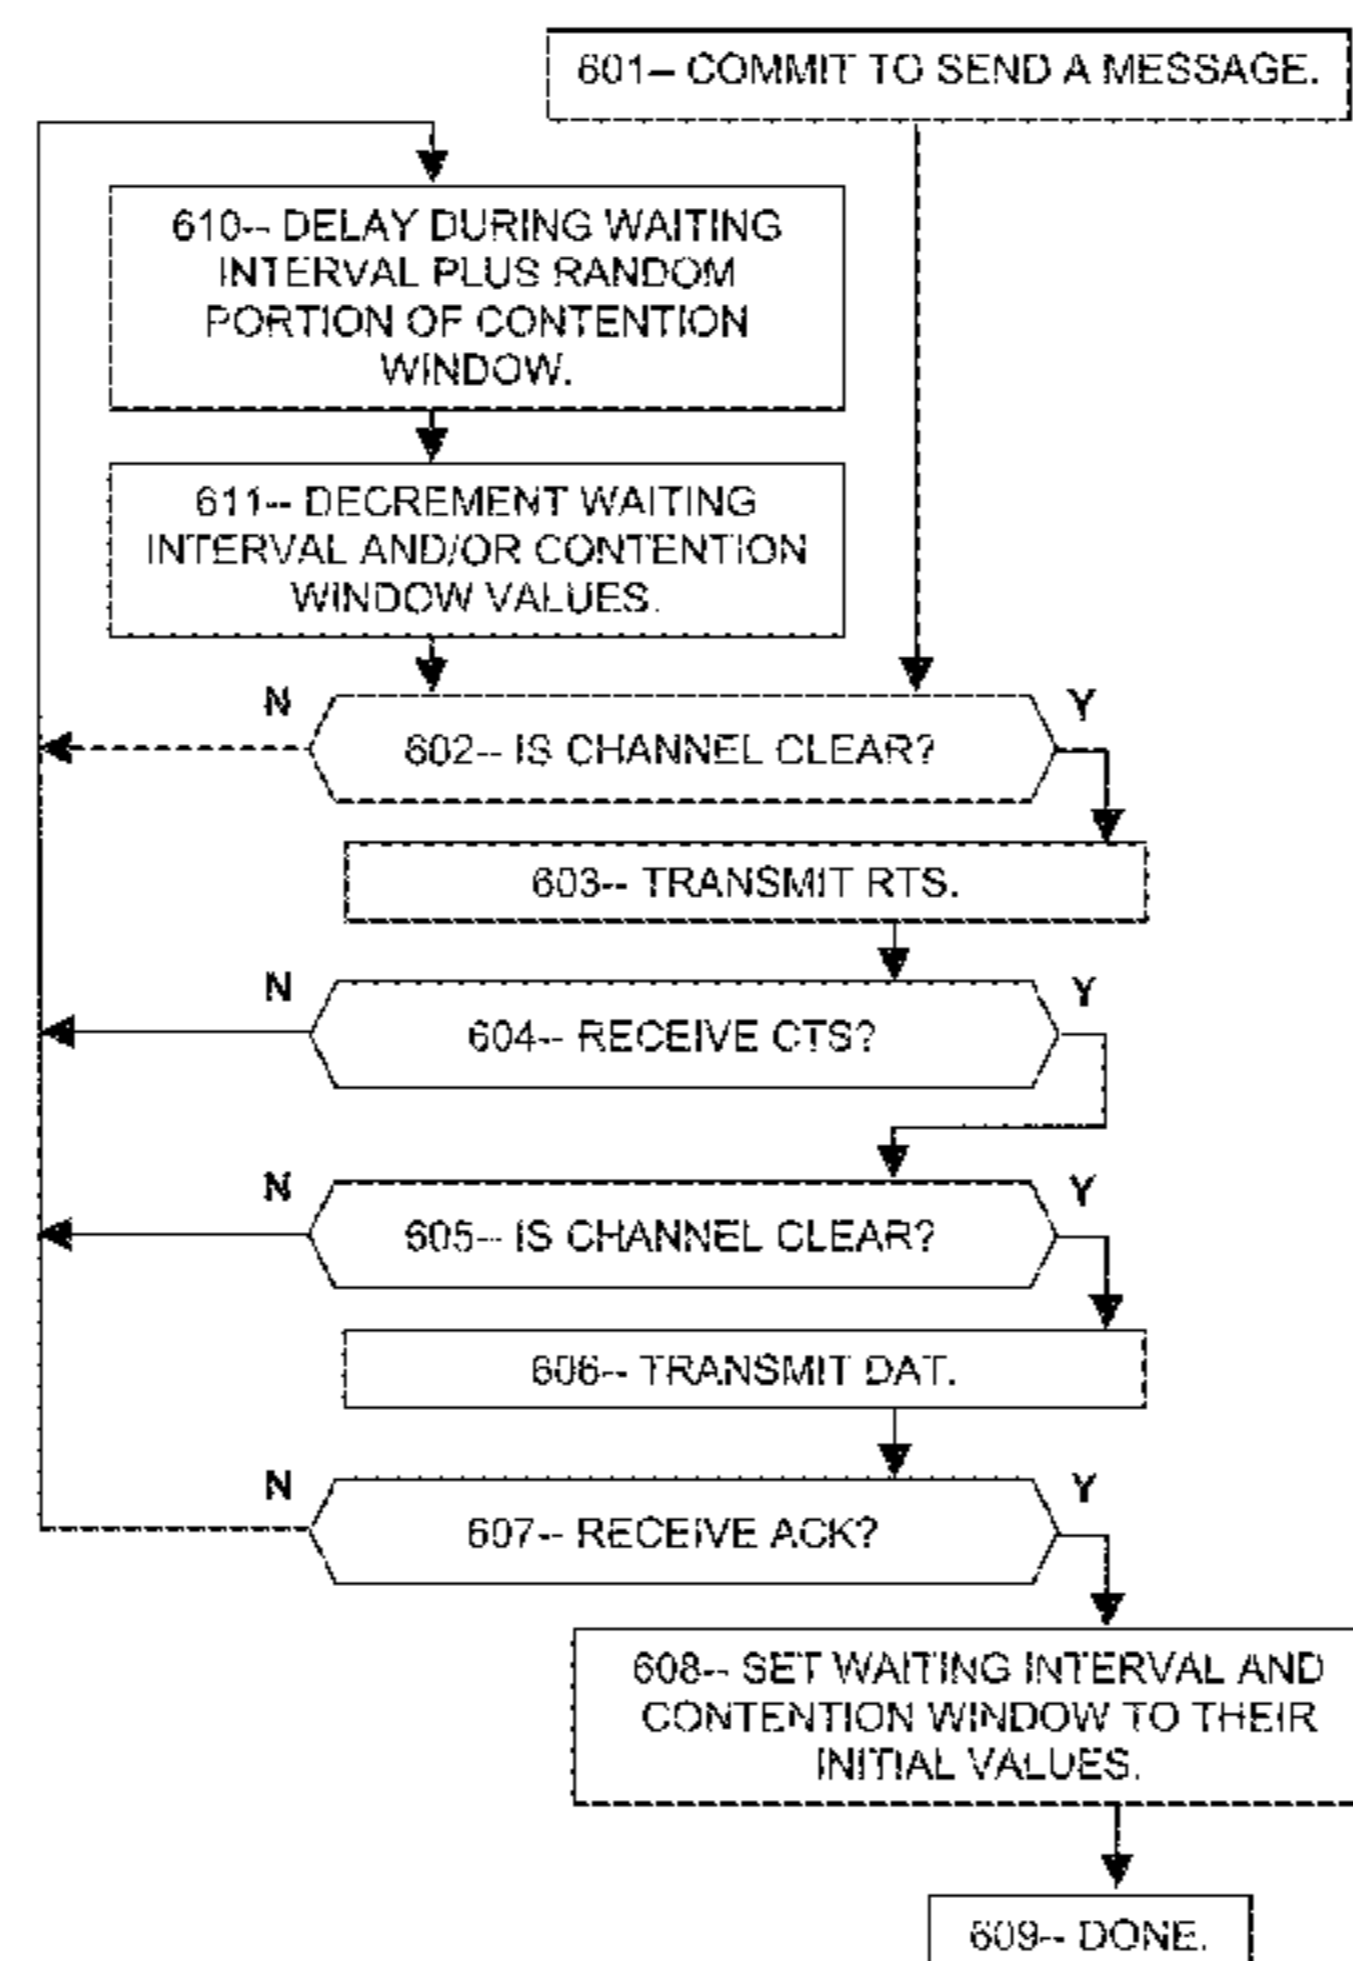 601-- COMMIT TO SEND A MESSAGE.
610-- DELAY DURING WAITING
INTERVAL PLUS RANDOM
PORTION OF CONTENTION
WINDOW.
611-- DECREMENT WAITING
INTERVAL AND/OR CONTENTION
WINDOW VALUES.
N
Y
602-- IS CHANNEL CLEAR?
603-- TRANSMIT RTS.
N
Y
604-- RECEIVE CTS?
N
Y
605-- IS CHANNEL CLEAR?
606-- TRANSMIT DAT.
N
Y
607-- RECEIVE ACK?
608-- SET WAITING INTERVAL AND
CONTENTION WINDOW TO THEIR
INITIAL VALUES.
609-- DONE.